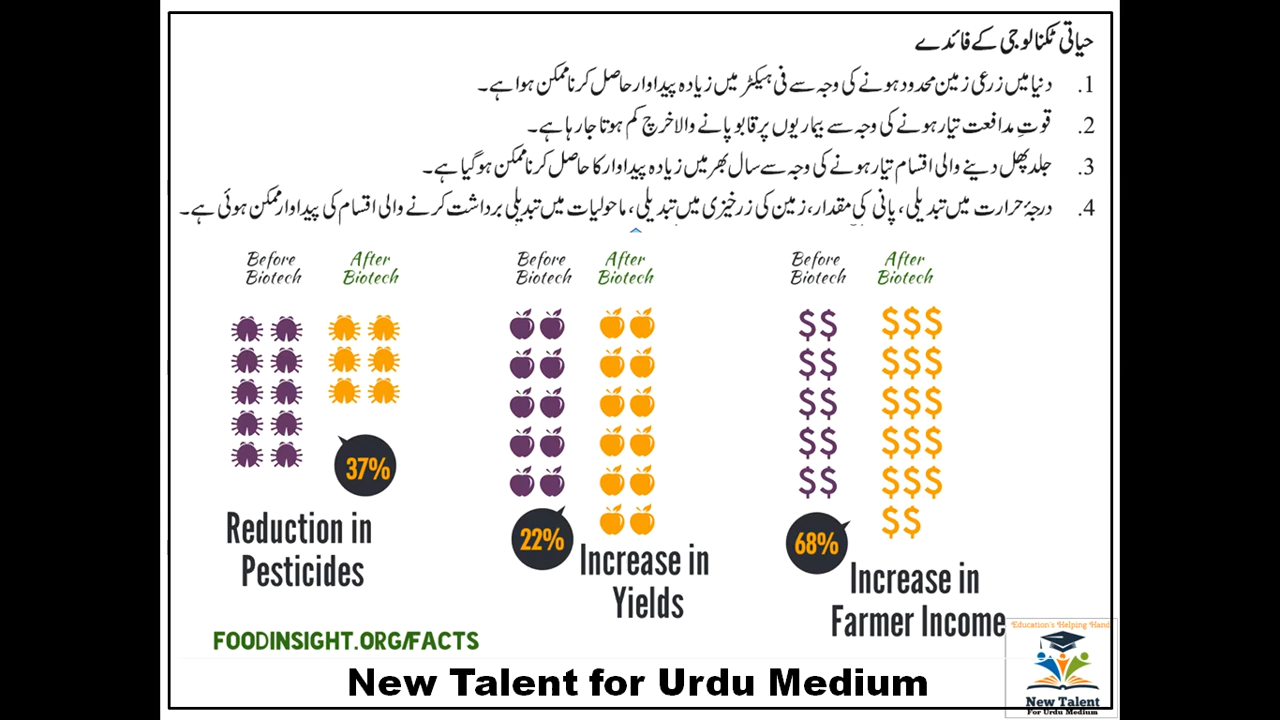 حیاتی ٹکنالوجی کے فائدے
1. دنیا میں زرعی زمین محدود ہونے کی وجہ سے فی ہیکٹر میں زیادہ پیداوار حاصل کرنا ممکن ہوا ہے۔
2. قوتِ مدافعت تیار ہونے کی وجہ سے بیماریوں پر قابو پانے والا خرچ کم ہوتا جا رہا ہے۔
3. جلد پھل دینے والی اقسام تیار ہونے کی وجہ سے سال بھر میں زیادہ پیداوار کا حاصل کرنا ممکن ہو گیا ہے۔
4. درجۂ حرارت میں تبدیلی، پانی کی مقدار، زمین کی زرخیزی میں تبدیلی، ماحولیات میں تبدیلی برداشت کرنے والی اقسام کی پیداوار ممکن ہوئی ہے۔
Before Biotech
After Biotech
37%
Reduction in
Pesticides
Before Biotech
After Biotech
22%
Increase in
Yields
Before Biotech
After Biotech
$$ $$$
$$ $$$
$$ $$$
$$ $$$
$$ $$$
$$
68%
Increase in
Farmer Income
FOODINSIGHT.ORG/FACTS
New Talent for Urdu Medium
Education's Helping Hand
New Talent
For Urdu Medium